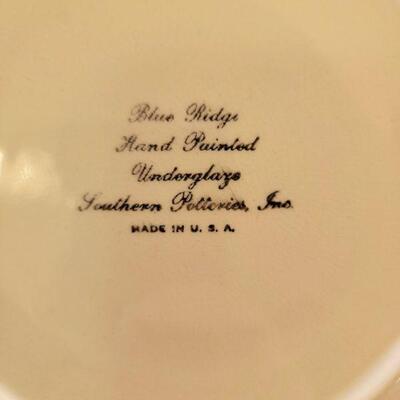 Blue Ridge
Hand Painted
Underglaze
Southern Potteries, Inc.
MADE IN U. S. A.